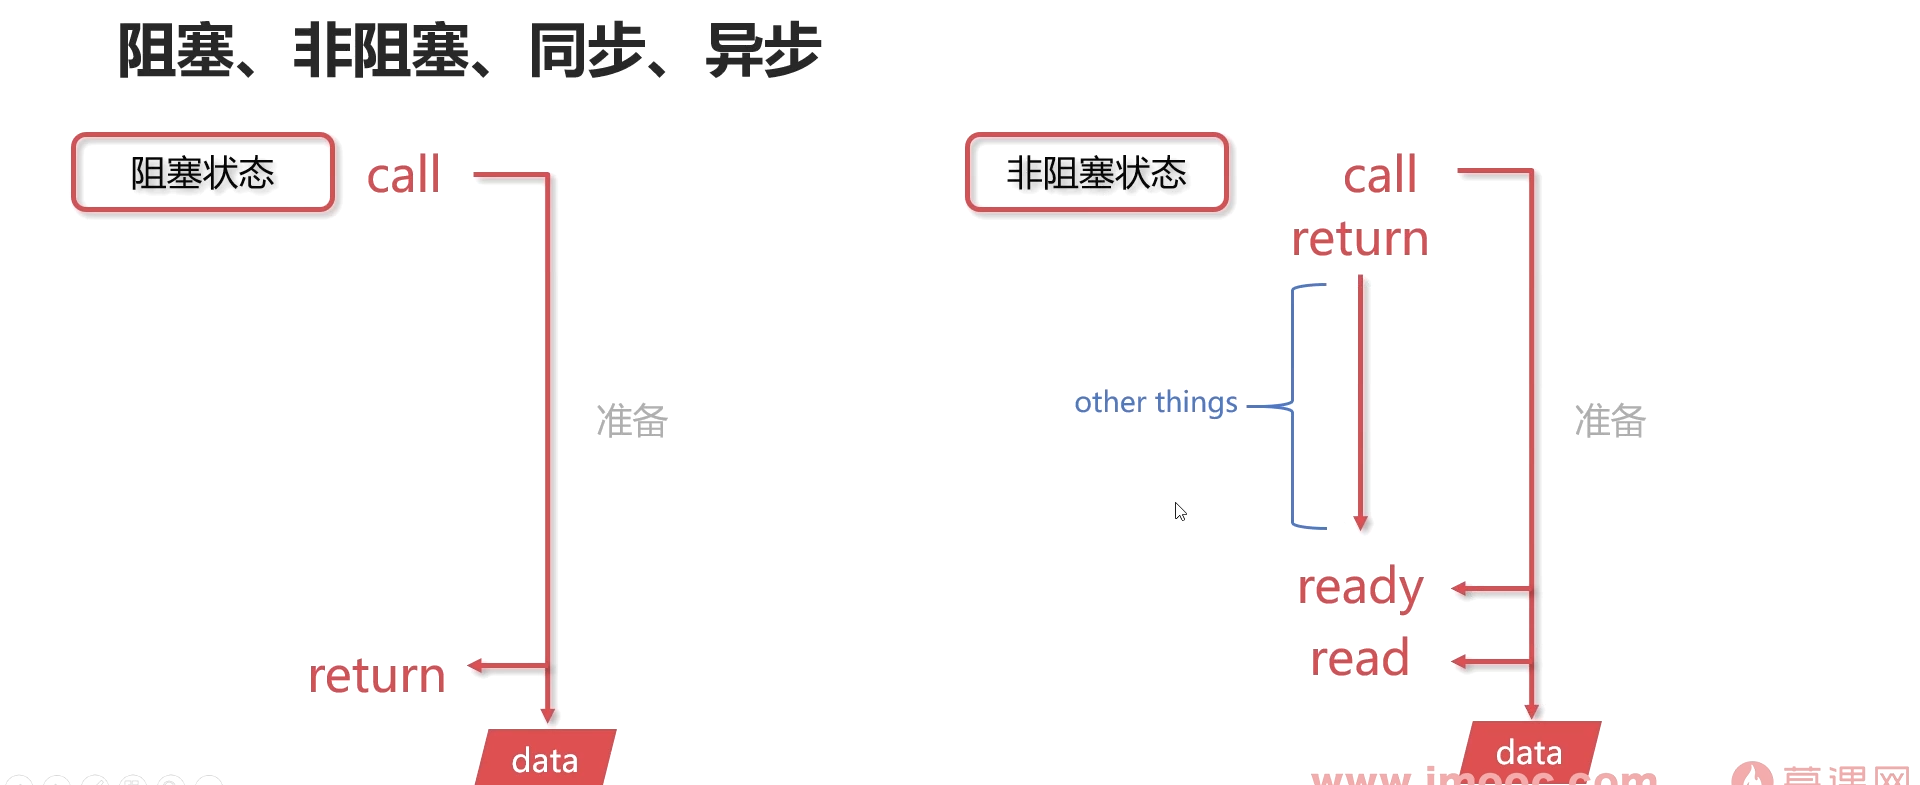 阻塞、非阻塞、同步、异步
阻塞状态
call
准备
return
data
非阻塞状态
call
return
other things
准备
ready
read
data
www.imooc.com
慕课网